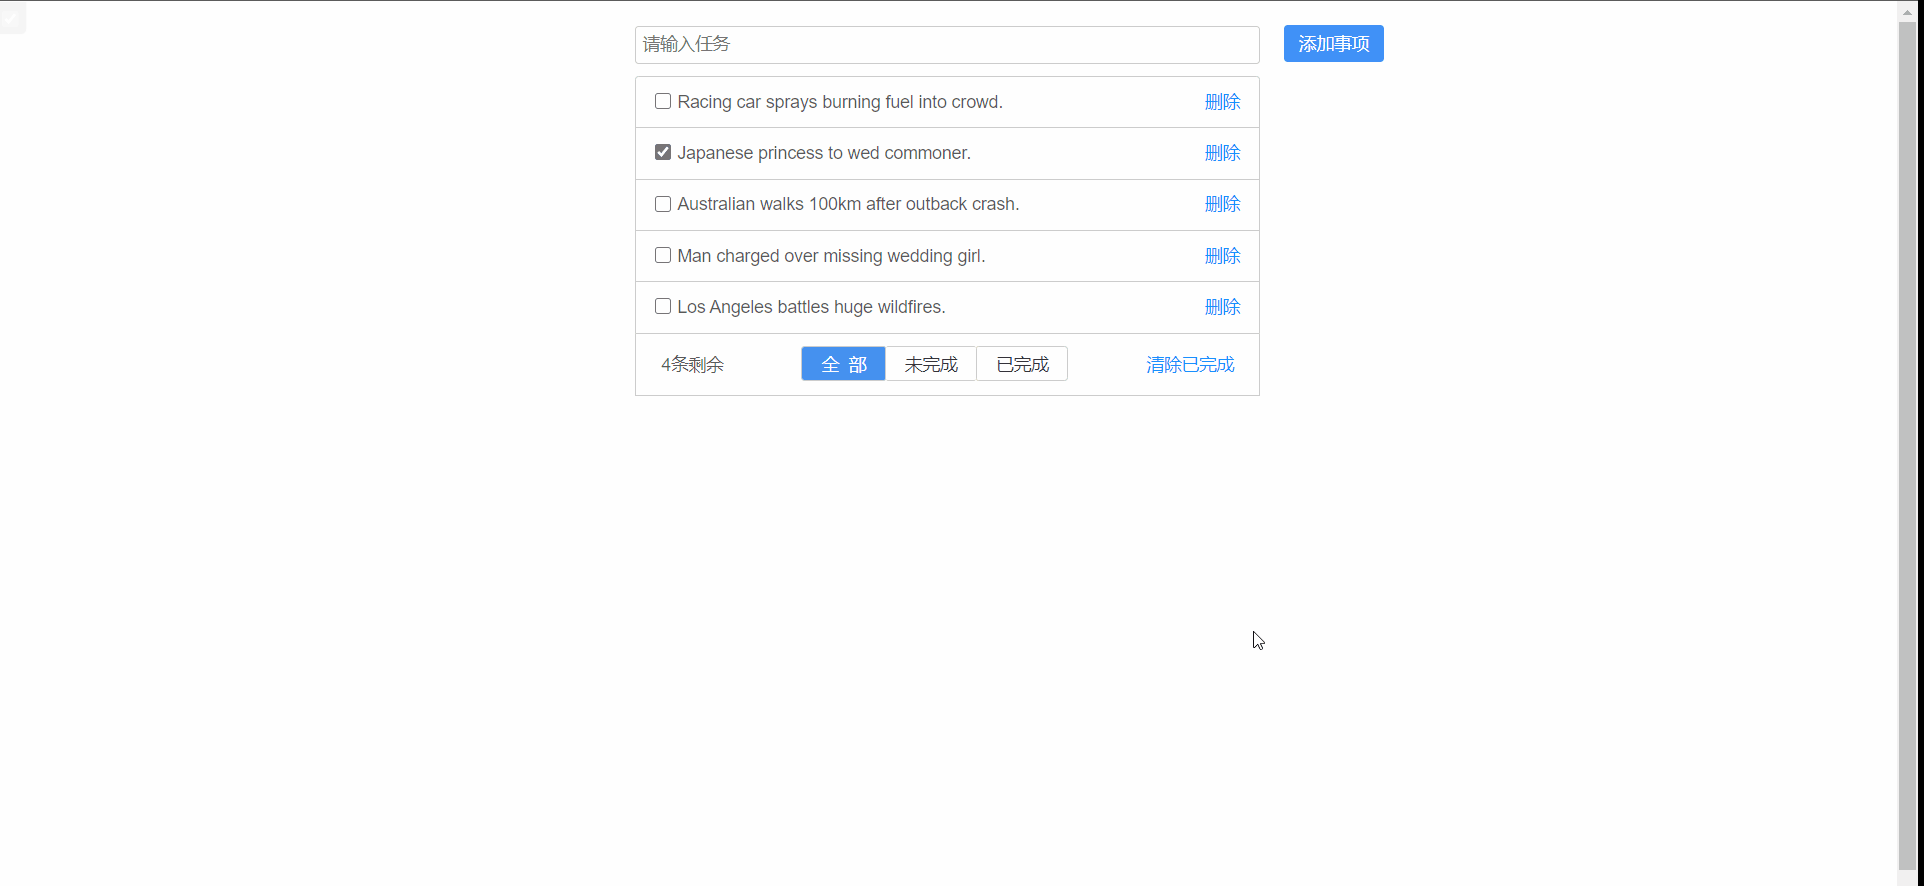 请输入任务 添加事项
Racing car sprays burning fuel into crowd. 删除
Japanese princess to wed commoner. 删除
Australian walks 100km after outback crash. 删除
Man charged over missing wedding girl. 删除
Los Angeles battles huge wildfires. 删除
4条剩余 全 部 未完成 已完成 清除已完成